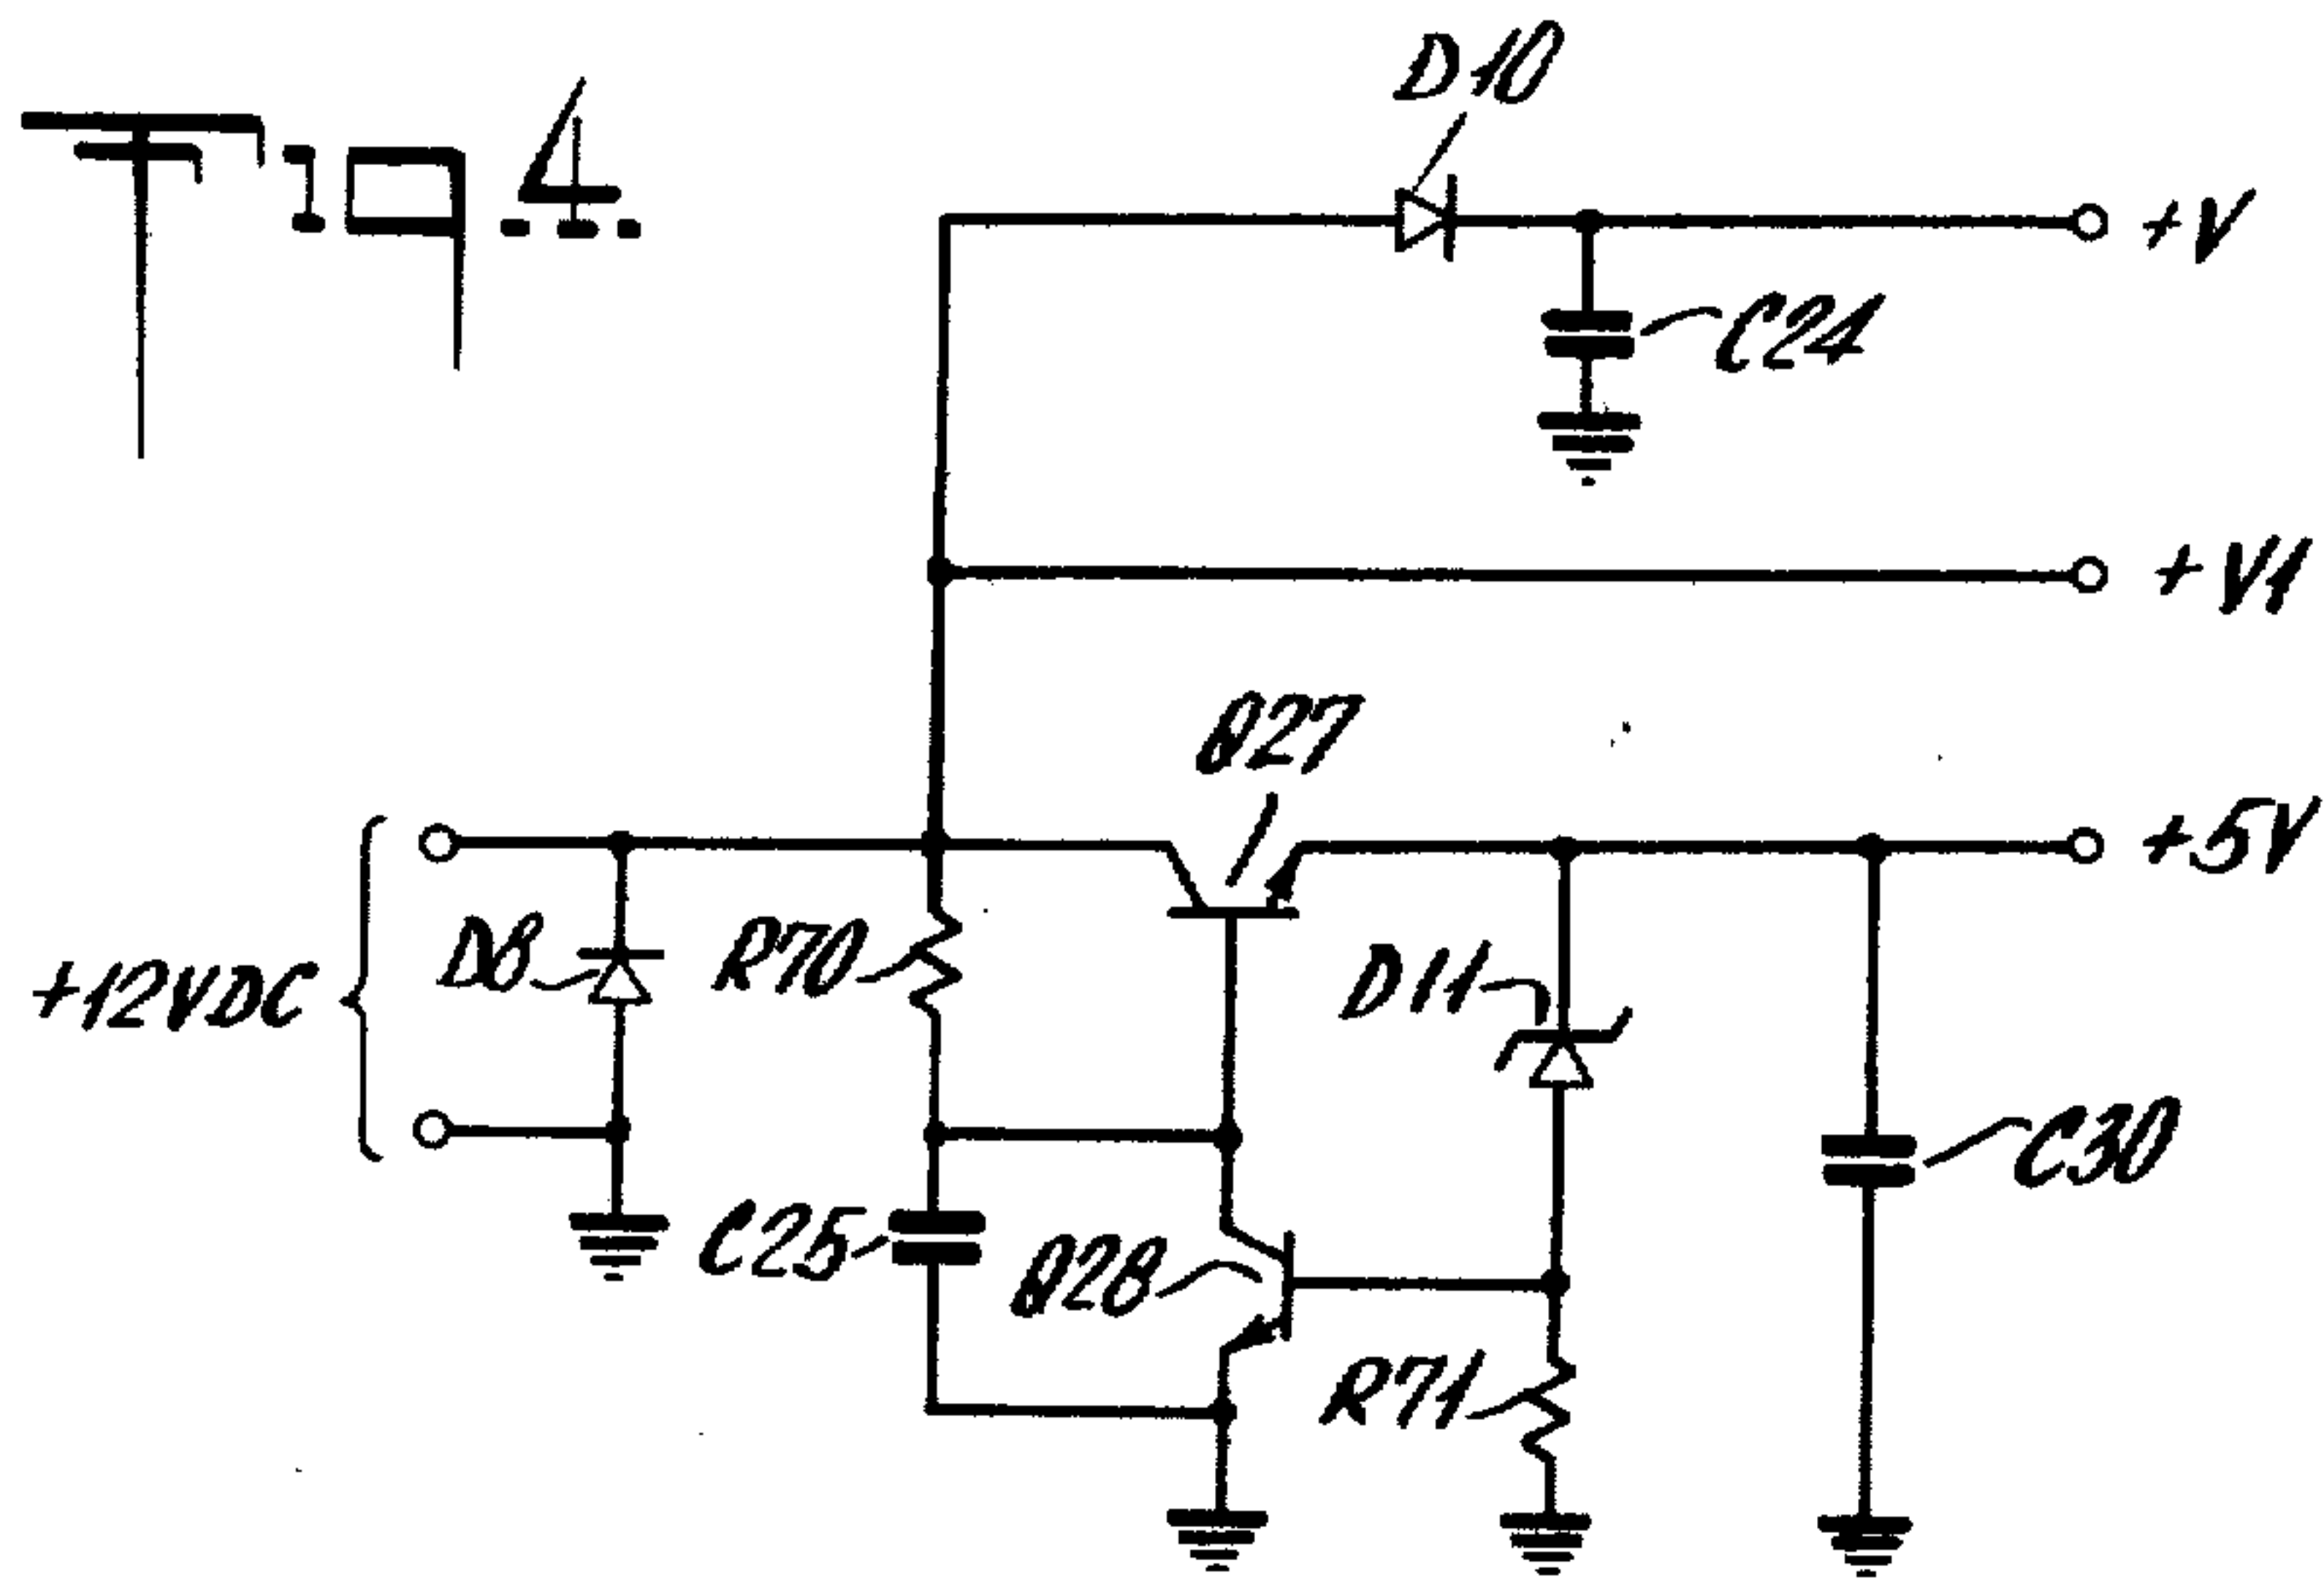 Fig. 4.
D10
+V
C24
+V1
Q27
+5V
+12VDC
D8
R70
D11
C30
C25
Q28
R71